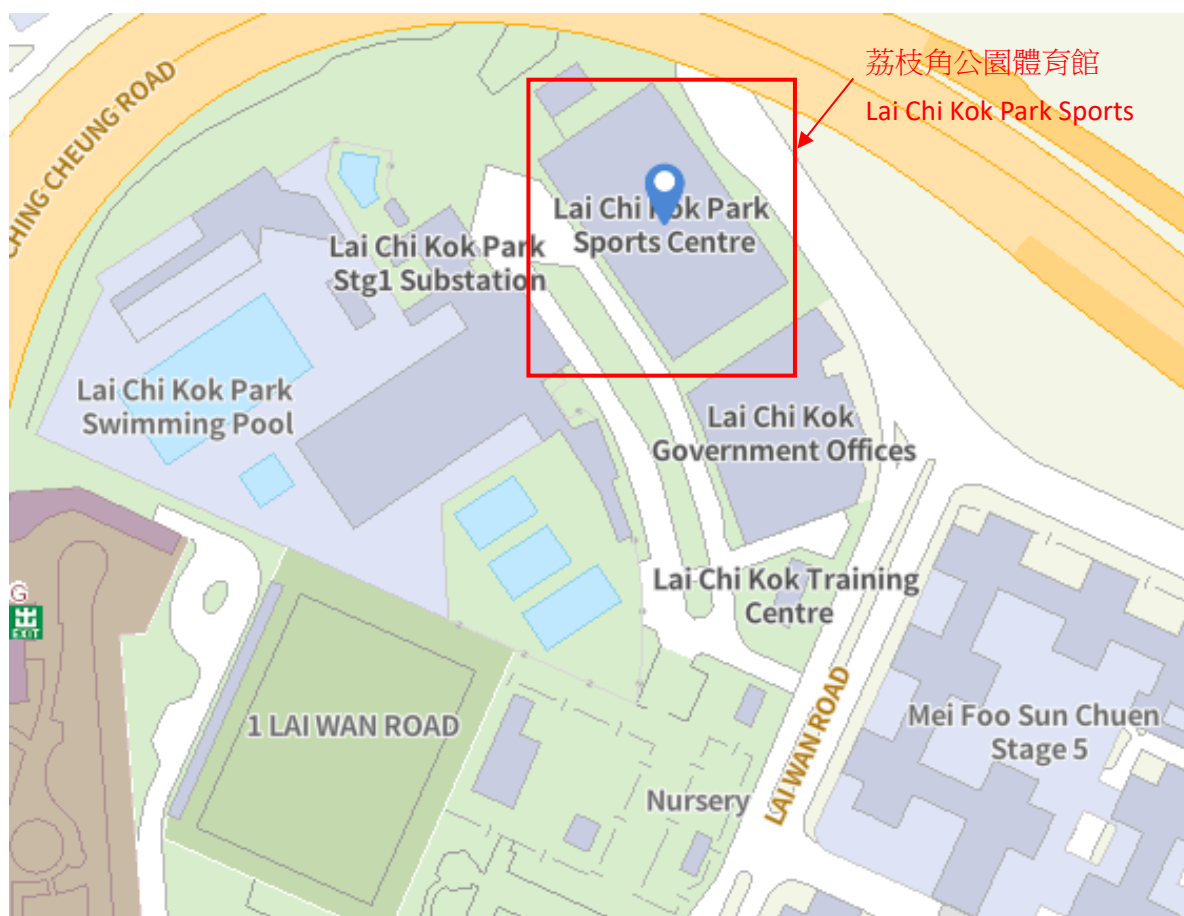 荔枝角公園體育館
Lai Chi Kok Park Sports
CHING CHEUNG ROAD
Lai Chi Kok Park
Sports Centre
Lai Chi Kok Park
Stg1 Substation
Lai Chi Kok Park
Swimming Pool
Lai Chi Kok
Government Offices
G
出
EXIT
Lai Chi Kok Training
Centre
1 LAI WAN ROAD
LAI WAN ROAD
Mei Foo Sun Chuen
Stage 5
Nursery